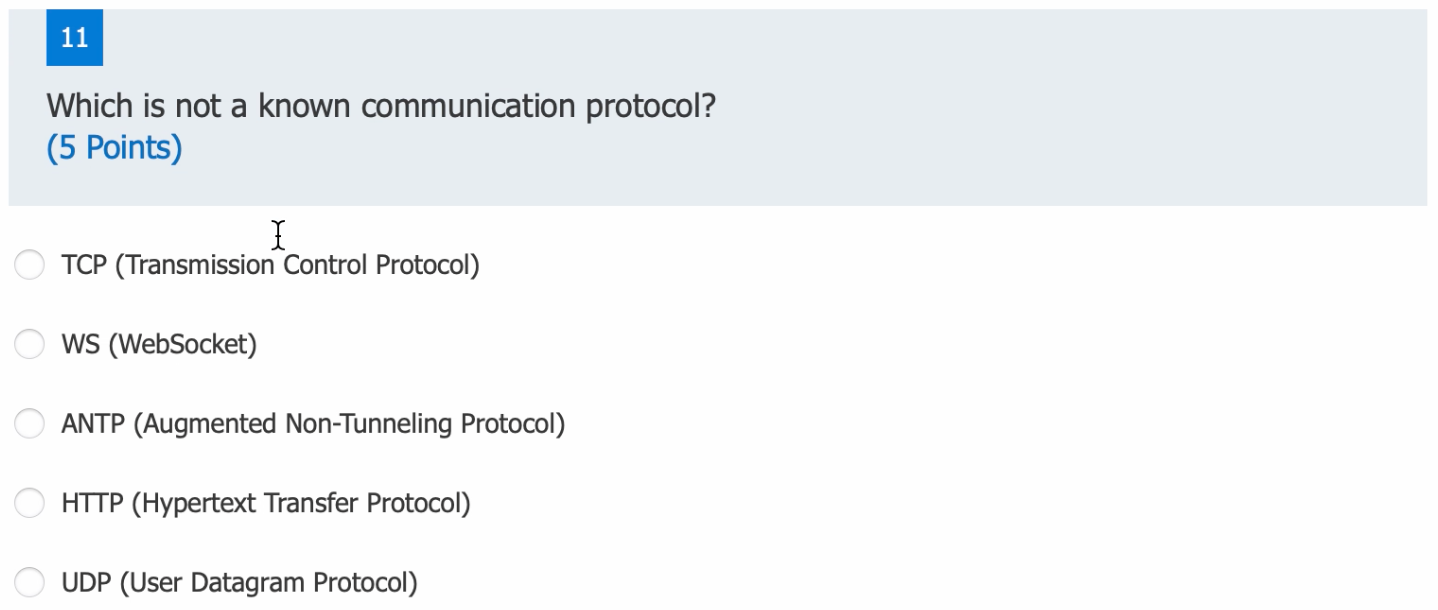 11
Which is not a known communication protocol?
(5 Points)
TCP (Transmission Control Protocol)
WS (WebSocket)
ANTP (Augmented Non-Tunneling Protocol)
HTTP (Hypertext Transfer Protocol)
UDP (User Datagram Protocol)